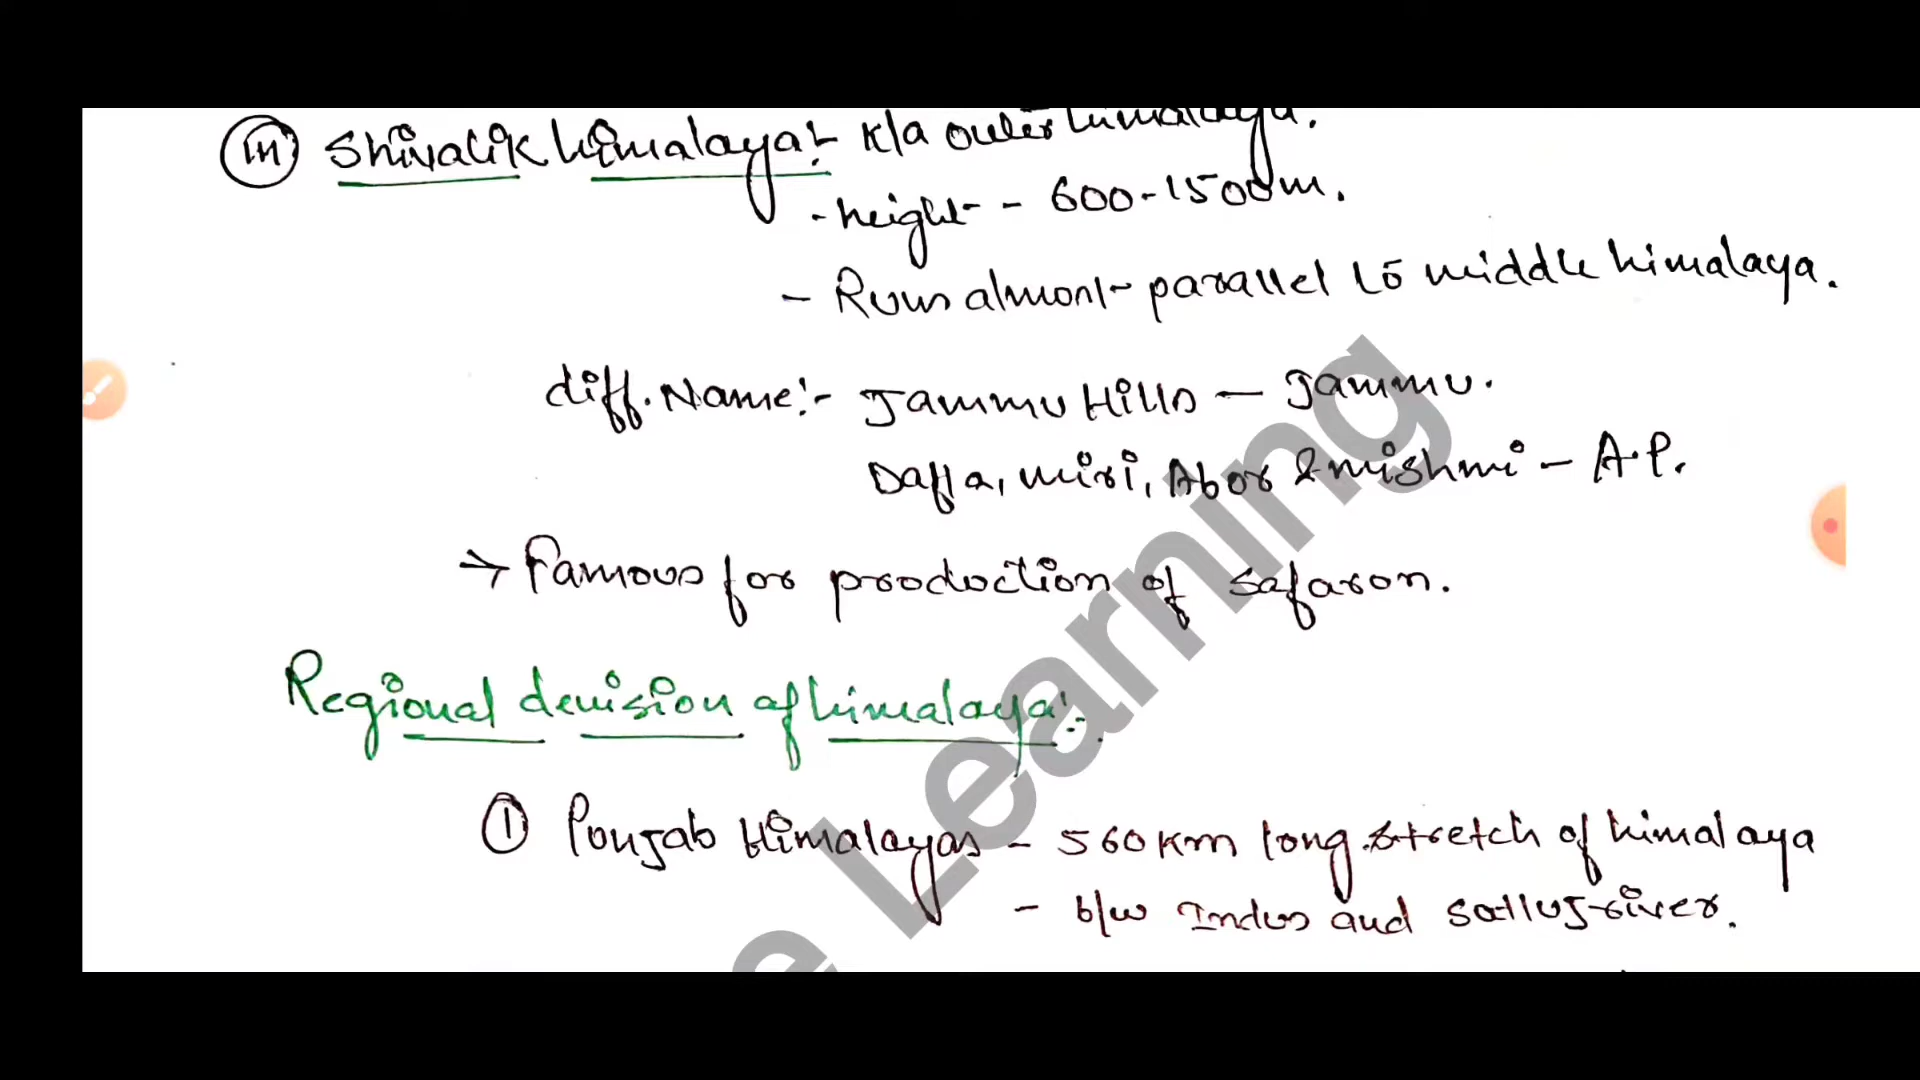 (iii) Shivalik himalaya:- K/a outer himalaya.
- height - 600-1500m.
- Runs almost parallel to middle himalaya.
diff. Name:- Jammu Hills — Jammu.
Dafla, miri, Abor & mishmi - A.P.
→ Famous for production of safaron.
Regional devision of himalaya:-
① Punjab Himalayas - 560 km long stretch of himalaya
- b/w Indus and satluj river.
e Learning